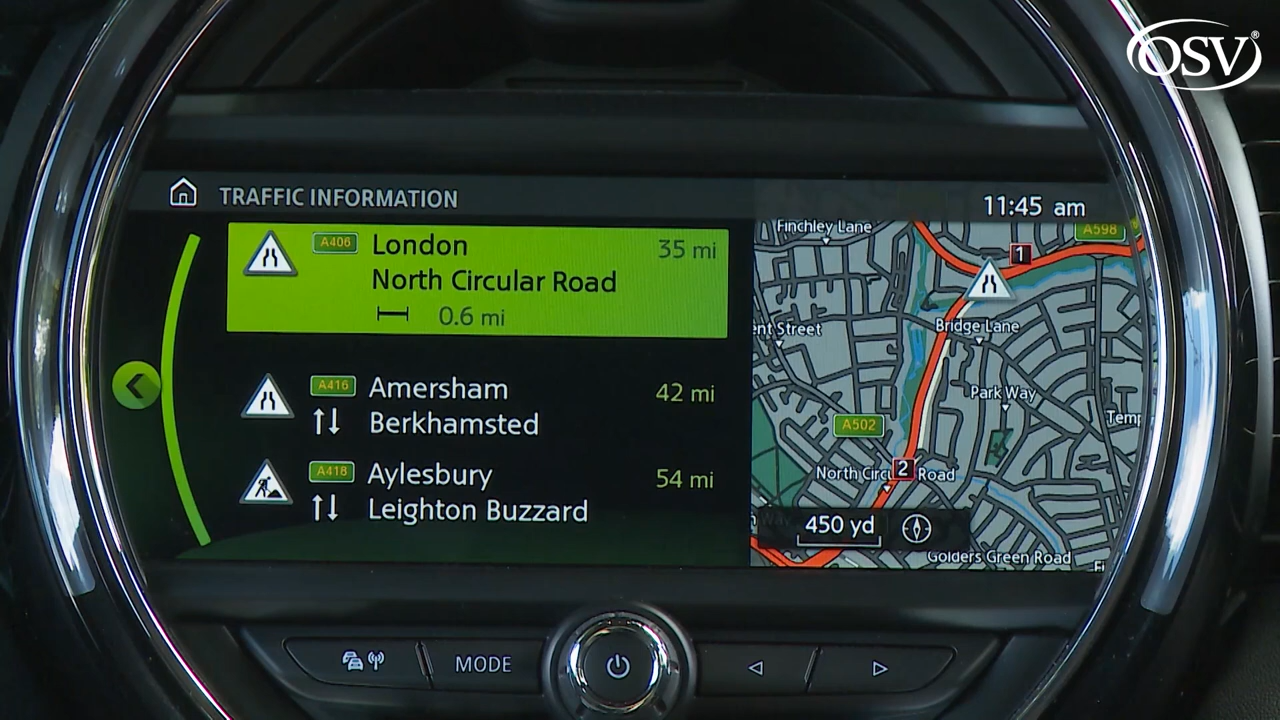 OSV®
TRAFFIC INFORMATION
11:45 am
A406 London 35 mi
North Circular Road
0.6 mi
A416 Amersham 42 mi
Berkhamsted
A418 Aylesbury 54 mi
Leighton Buzzard
Finchley Lane
A598
1
ent Street
Bridge Lane
Park Way
A502
Temp
North Circu
2
Road
450 yd
Golders Green Road
MODE